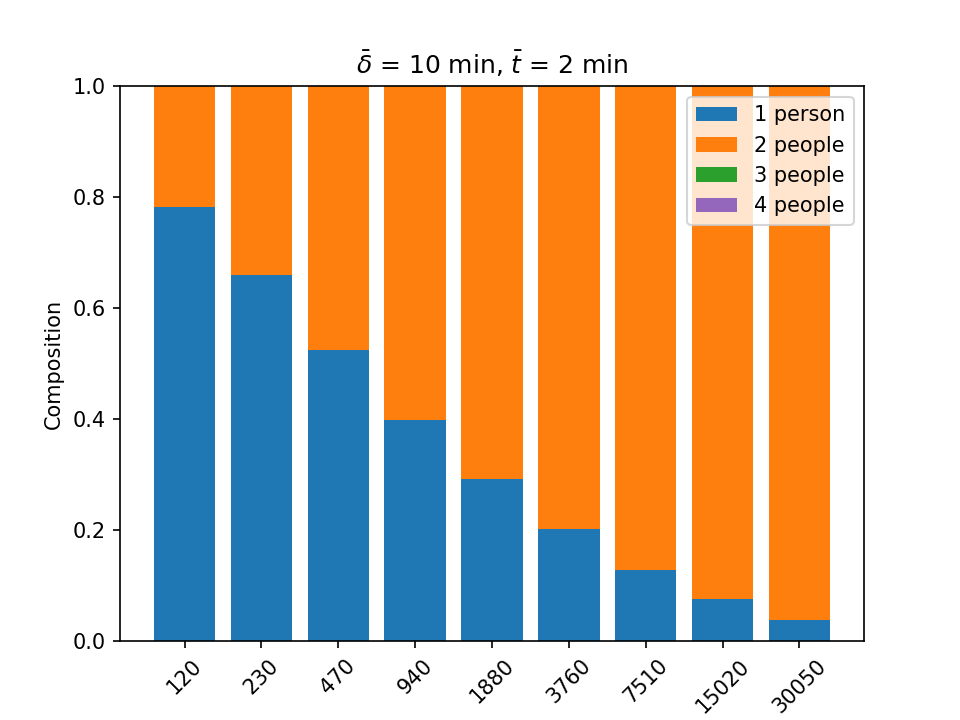 δ̄ = 10 min, t̄ = 2 min
1.0
0.8
0.6
0.4
0.2
0.0
Composition
1 person
2 people
3 people
4 people
120
230
470
940
1880
3760
7510
15020
30050